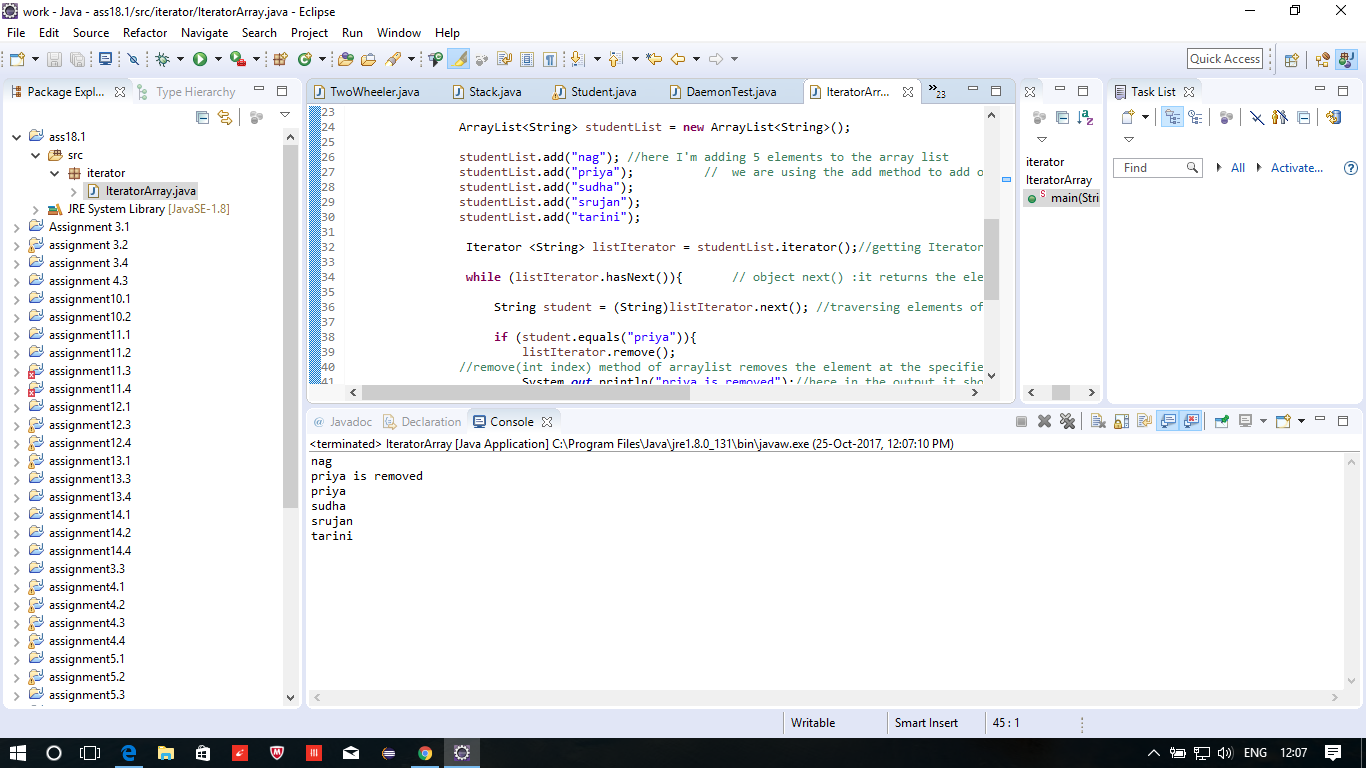 work - Java - ass18.1/src/iterator/IteratorArray.java - Eclipse
File Edit Source Refactor Navigate Search Project Run Window Help
Quick Access
Package Expl... Type Hierarchy
ass18.1
src
iterator
IteratorArray.java
JRE System Library [JavaSE-1.8]
Assignment 3.1
assignment 3.2
assignment 3.4
assignment 4.3
assignment10.1
assignment10.2
assignment11.1
assignment11.2
assignment11.3
assignment11.4
assignment12.1
assignment12.3
assignment12.4
assignment13.1
assignment13.3
assignment13.4
assignment14.1
assignment14.2
assignment14.4
assignment3.3
assignment4.1
assignment4.2
assignment4.3
assignment4.4
assignment5.1
assignment5.2
assignment5.3
TwoWheeler.java Stack.java Student.java DaemonTest.java IteratorArr... »23
23
24 ArrayList<String> studentList = new ArrayList<String>();
25
26 studentList.add("nag"); //here I'm adding 5 elements to the array list
27 studentList.add("priya"); // we are using the add method to add o
28 studentList.add("sudha");
29 studentList.add("srujan");
30 studentList.add("tarini");
31
32 Iterator <String> listIterator = studentList.iterator();//getting Iterator
33
34 while (listIterator.hasNext()){ // object next() :it returns the ele
35
36 String student = (String)listIterator.next(); //traversing elements of
37
38 if (student.equals("priya")){
39 listIterator.remove();
40 //remove(int index) method of arraylist removes the element at the specifie
41 System.out.println("priya is removed");//here in the output it sho
iterator
IteratorArray
S main(Stri
Task List
Find All Activate...
@ Javadoc Declaration Console
<terminated> IteratorArray [Java Application] C:\Program Files\Java\jre1.8.0_131\bin\javaw.exe (25-Oct-2017, 12:07:10 PM)
nag
priya is removed
priya
sudha
srujan
tarini
Writable Smart Insert 45 : 1
ENG 12:07